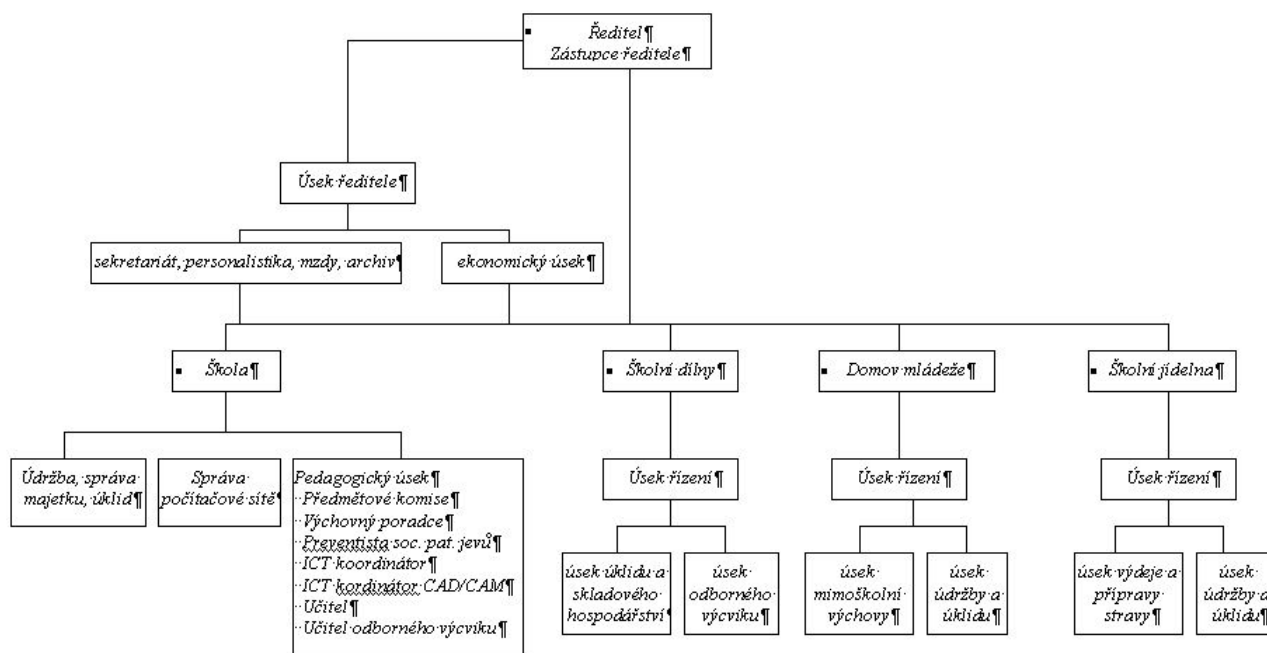 Ředitel¶
Zástupce·ředitele¶
Úsek·ředitele¶
sekretariát,·personalistika,·mzdy,·archiv¶
ekonomický·úsek¶
Škola¶
Školní·dílny¶
Domov·mládeže¶
Školní·jídelna¶
Údržba,·správa·
majetku,·úklid¶
Správa·
počítačové·sítě¶
Pedagogický·úsek¶
··Předmětové·komise¶
··Výchovný·poradce¶
··Preventista·soc.·pat.·jevů¶
··ICT·koordinátor¶
··ICT·kordinátor·CAD/CAM¶
··Učitel¶
··Učitel·odborného·výcviku¶
Úsek·řízení¶
úsek·úklidu·a·
skladového·
hospodářství¶
úsek·
odborného·
výcviku¶
Úsek·řízení¶
úsek·
mimoškolní·
výchovy¶
úsek·
údržby·a·
úklidu¶
Úsek·řízení¶
úsek·výdeje·a·
přípravy·
stravy¶
úsek·
údržby·a·
úklidu¶